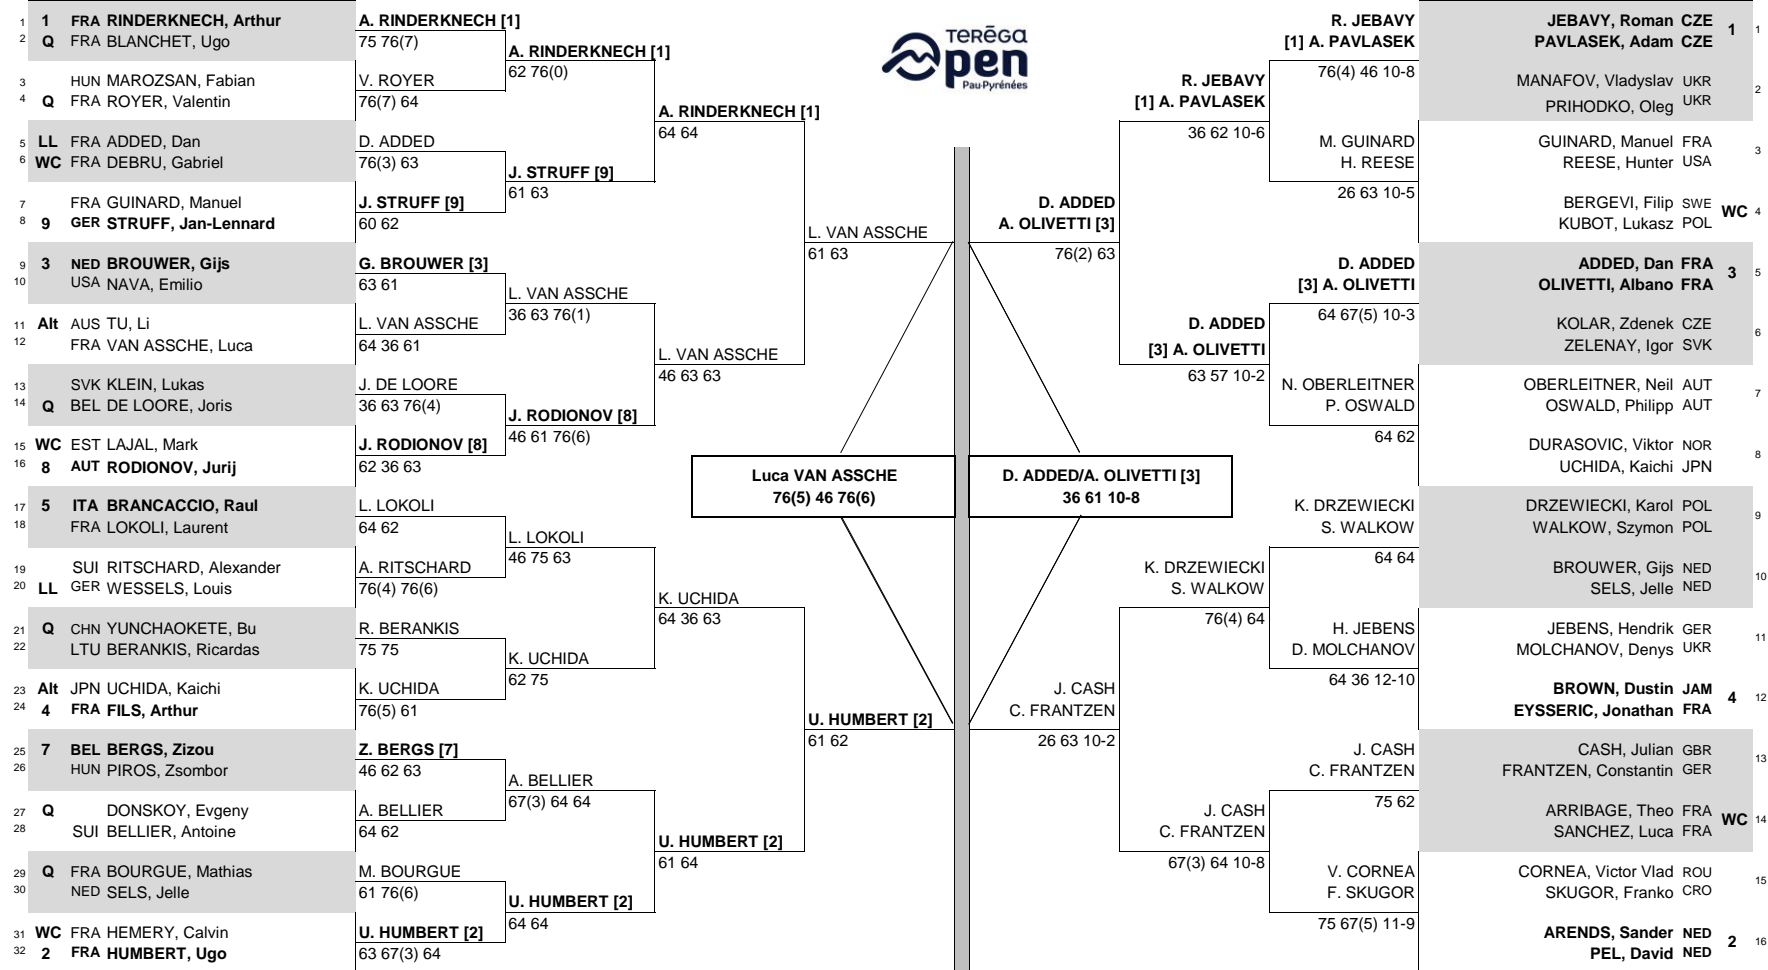 1 1 FRA RINDERKNECH, Arthur
2 Q FRA BLANCHET, Ugo
3 HUN MAROZSAN, Fabian
4 Q FRA ROYER, Valentin
5 LL FRA ADDED, Dan
6 WC FRA DEBRU, Gabriel
7 FRA GUINARD, Manuel
8 9 GER STRUFF, Jan-Lennard
9 3 NED BROUWER, Gijs
10 USA NAVA, Emilio
11 Alt AUS TU, Li
12 FRA VAN ASSCHE, Luca
13 SVK KLEIN, Lukas
14 Q BEL DE LOORE, Joris
15 WC EST LAJAL, Mark
16 8 AUT RODIONOV, Jurij
17 5 ITA BRANCACCIO, Raul
18 FRA LOKOLI, Laurent
19 SUI RITSCHARD, Alexander
20 LL GER WESSELS, Louis
21 Q CHN YUNCHAOKETE, Bu
22 LTU BERANKIS, Ricardas
23 Alt JPN UCHIDA, Kaichi
24 4 FRA FILS, Arthur
25 7 BEL BERGS, Zizou
26 HUN PIROS, Zsombor
27 Q DONSKOY, Evgeny
28 SUI BELLIER, Antoine
29 Q FRA BOURGUE, Mathias
30 NED SELS, Jelle
31 WC FRA HEMERY, Calvin
32 2 FRA HUMBERT, Ugo
A. RINDERKNECH [1]
75 76(7)
V. ROYER
76(7) 64
D. ADDED
76(3) 63
J. STRUFF [9]
60 62
G. BROUWER [3]
63 61
L. VAN ASSCHE
64 36 61
J. DE LOORE
36 63 76(4)
J. RODIONOV [8]
62 36 63
L. LOKOLI
64 62
A. RITSCHARD
76(4) 76(6)
R. BERANKIS
75 75
K. UCHIDA
76(5) 61
Z. BERGS [7]
46 62 63
A. BELLIER
64 62
M. BOURGUE
61 76(6)
U. HUMBERT [2]
63 67(3) 64
A. RINDERKNECH [1]
62 76(0)
J. STRUFF [9]
61 63
L. VAN ASSCHE
36 63 76(1)
J. RODIONOV [8]
46 61 76(6)
L. LOKOLI
46 75 63
K. UCHIDA
62 75
A. BELLIER
67(3) 64 64
U. HUMBERT [2]
64 64
A. RINDERKNECH [1]
64 64
L. VAN ASSCHE
46 63 63
K. UCHIDA
64 36 63
U. HUMBERT [2]
61 64
L. VAN ASSCHE
61 63
U. HUMBERT [2]
61 62
Luca VAN ASSCHE
76(5) 46 76(6)
TERĒGA
Open
Pau·Pyrénées
D. ADDED/A. OLIVETTI [3]
36 61 10-8
D. ADDED
A. OLIVETTI [3]
76(2) 63
J. CASH
C. FRANTZEN
26 63 10-2
R. JEBAVY
[1] A. PAVLASEK
36 62 10-6
D. ADDED
[3] A. OLIVETTI
63 57 10-2
K. DRZEWIECKI
S. WALKOW
76(4) 64
J. CASH
C. FRANTZEN
67(3) 64 10-8
R. JEBAVY
[1] A. PAVLASEK
76(4) 46 10-8
M. GUINARD
H. REESE
26 63 10-5
D. ADDED
[3] A. OLIVETTI
64 67(5) 10-3
N. OBERLEITNER
P. OSWALD
64 62
K. DRZEWIECKI
S. WALKOW
64 64
H. JEBENS
D. MOLCHANOV
64 36 12-10
J. CASH
C. FRANTZEN
75 62
V. CORNEA
F. SKUGOR
75 67(5) 11-9
JEBAVY, Roman CZE
PAVLASEK, Adam CZE
1 1
MANAFOV, Vladyslav UKR
PRIHODKO, Oleg UKR
2
GUINARD, Manuel FRA
REESE, Hunter USA
3
BERGEVI, Filip SWE
KUBOT, Lukasz POL
WC 4
ADDED, Dan FRA
OLIVETTI, Albano FRA
3 5
KOLAR, Zdenek CZE
ZELENAY, Igor SVK
6
OBERLEITNER, Neil AUT
OSWALD, Philipp AUT
7
DURASOVIC, Viktor NOR
UCHIDA, Kaichi JPN
8
DRZEWIECKI, Karol POL
WALKOW, Szymon POL
9
BROUWER, Gijs NED
SELS, Jelle NED
10
JEBENS, Hendrik GER
MOLCHANOV, Denys UKR
11
BROWN, Dustin JAM
EYSSERIC, Jonathan FRA
4 12
CASH, Julian GBR
FRANTZEN, Constantin GER
13
ARRIBAGE, Theo FRA
SANCHEZ, Luca FRA
WC 14
CORNEA, Victor Vlad ROU
SKUGOR, Franko CRO
15
ARENDS, Sander NED
PEL, David NED
2 16